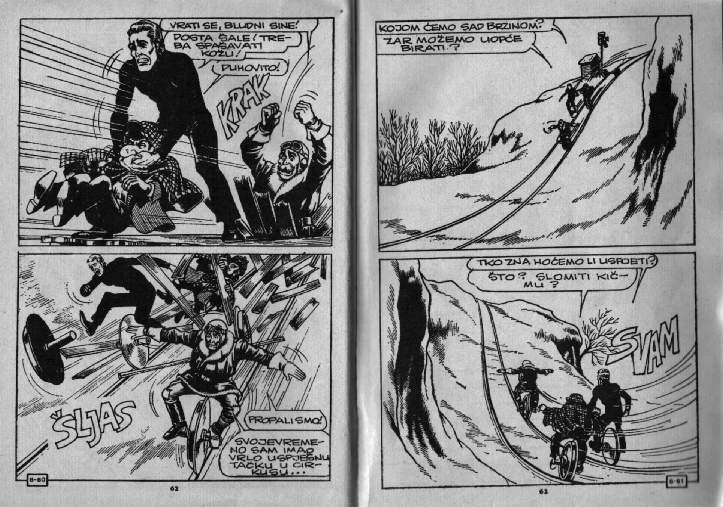 VRATI SE, BLUDNI SINE!
DOSTA ŠALE! TRE-
BA SPAŠAVATI
KOŽU!
DUHOVITO!
KRAK
ŠLJAS
PROPALI SMO!
SVOJEVREME-
NO SAM IMAO
VRLO USPJEŠNU
TAČKU U CIR-
KUSU...
B-80
62
KOJOM ĆEMO SAD BRZINOM?
ZAR MOŽEMO UOPĆE
BIRATI?
TKO ZNA HOĆEMO LI USPJETI?
ŠTO? SLOMITI KIČ-
MU?
SVAM
B-81
63